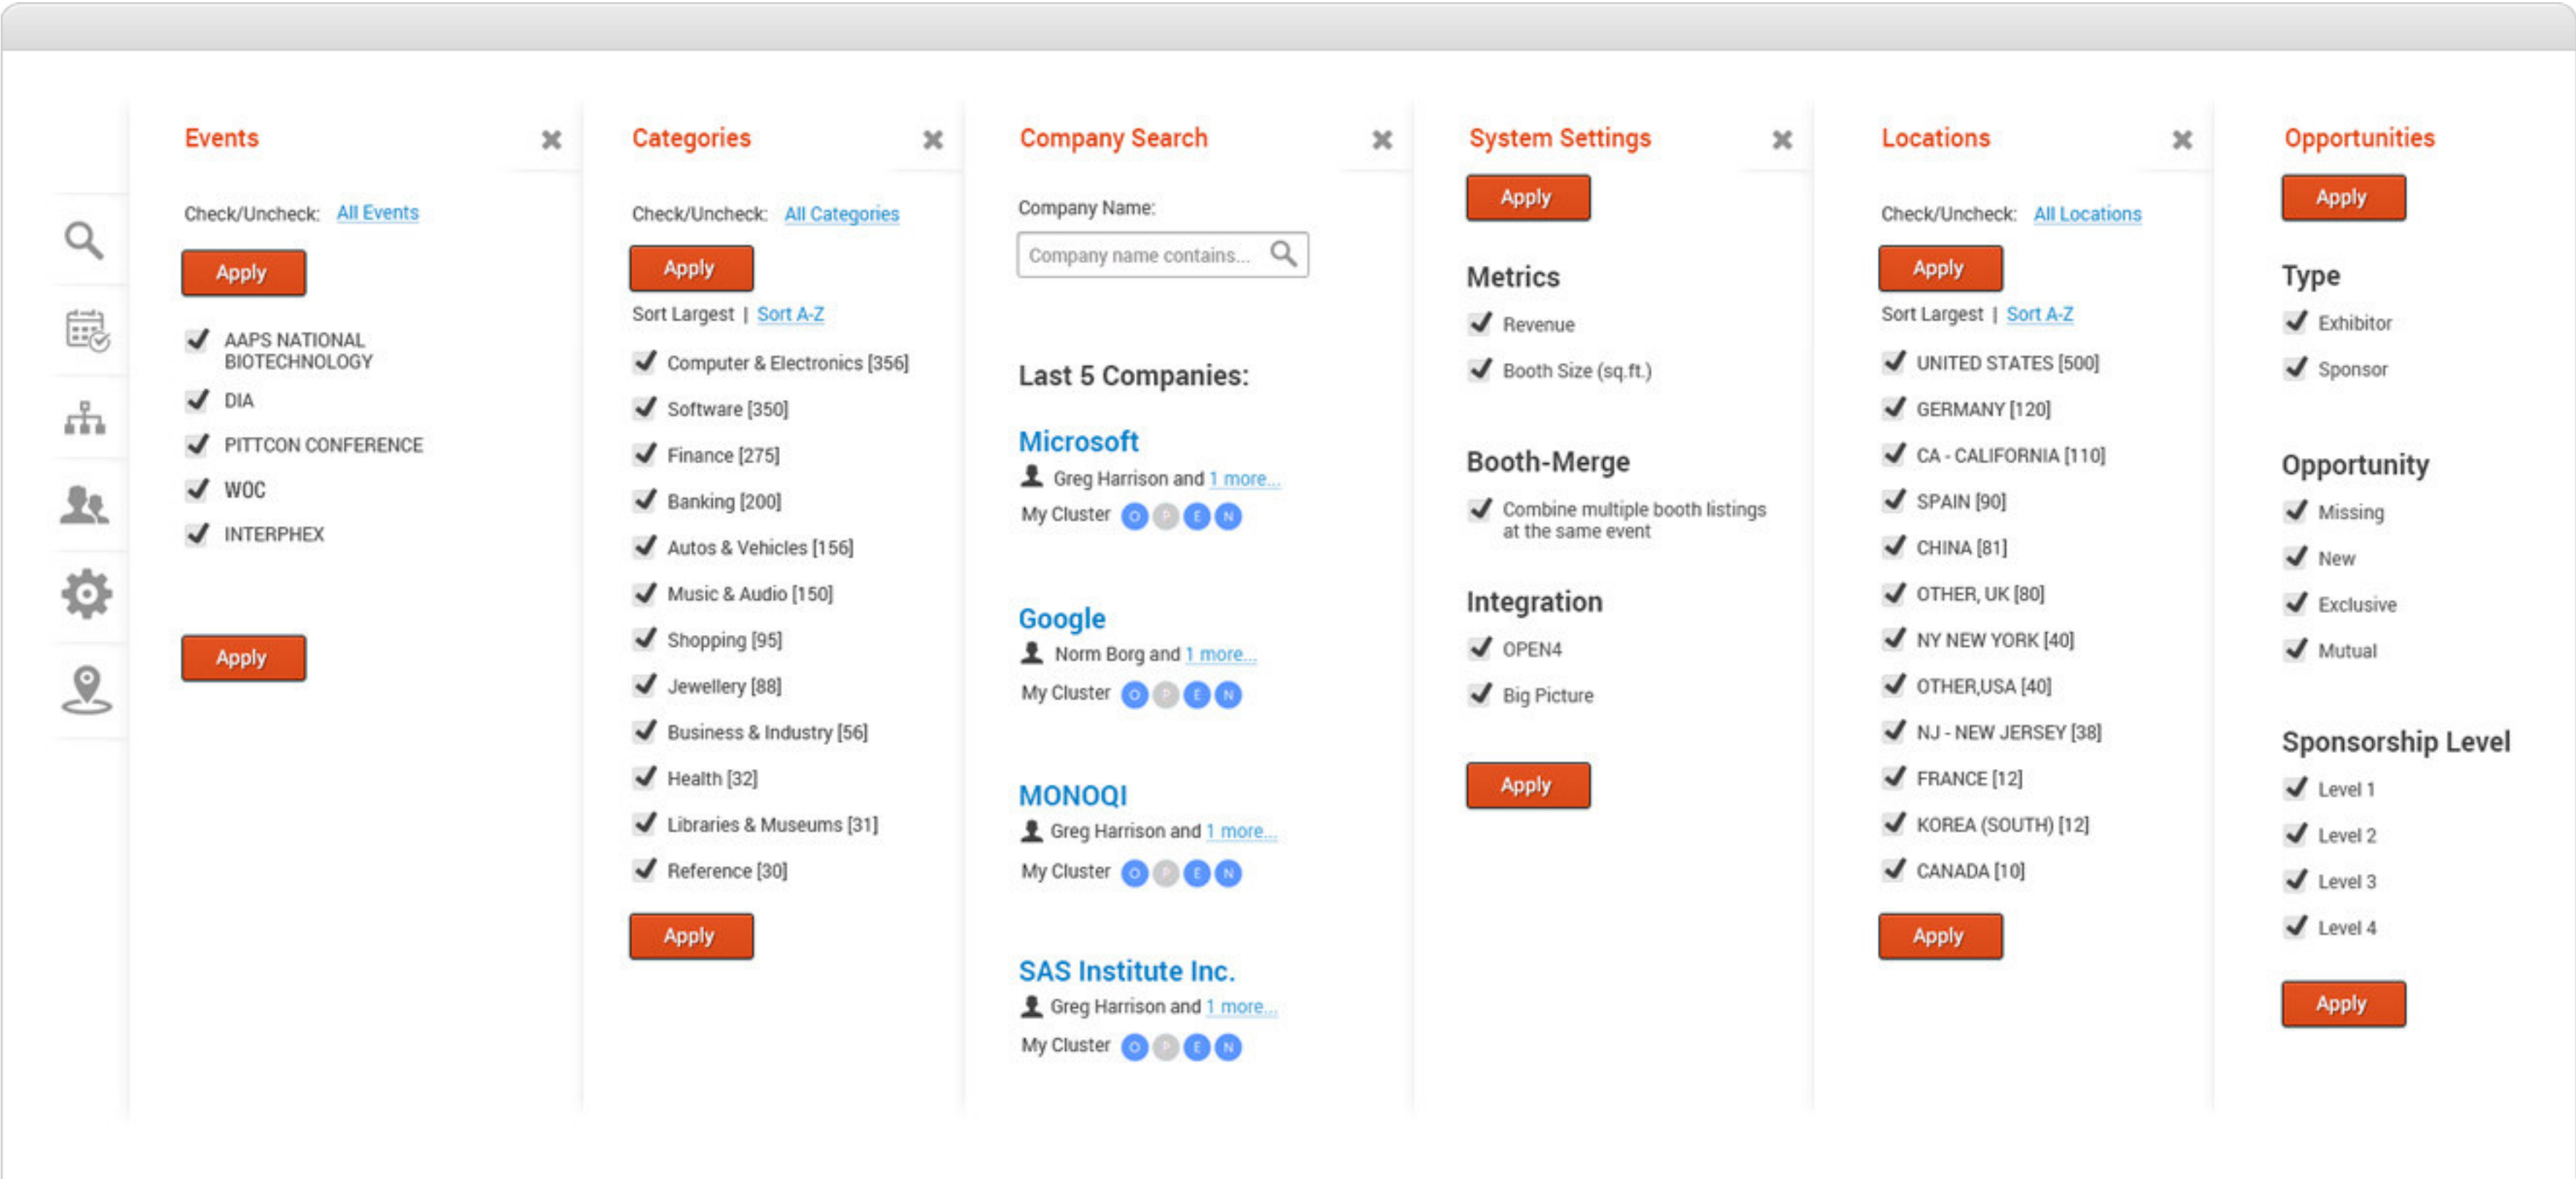 Events
Check/Uncheck: All Events
Apply
AAPS NATIONAL
BIOTECHNOLOGY
DIA
PITTCON CONFERENCE
WOC
INTERPHEX
Apply
Categories
Check/Uncheck: All Categories
Apply
Sort Largest | Sort A-Z
Computer & Electronics [356]
Software [350]
Finance [275]
Banking [200]
Autos & Vehicles [156]
Music & Audio [150]
Shopping [95]
Jewellery [88]
Business & Industry [56]
Health [32]
Libraries & Museums [31]
Reference [30]
Apply
Company Search
Company Name:
Company name contains...
Last 5 Companies:
Microsoft
Greg Harrison and 1 more...
My Cluster O P E N
Google
Norm Borg and 1 more...
My Cluster O P E N
MONOQI
Greg Harrison and 1 more...
My Cluster O P E N
SAS Institute Inc.
Greg Harrison and 1 more...
My Cluster O P E N
System Settings
Apply
Metrics
Revenue
Booth Size (sq.ft.)
Booth-Merge
Combine multiple booth listings
at the same event
Integration
OPEN4
Big Picture
Apply
Locations
Check/Uncheck: All Locations
Apply
Sort Largest | Sort A-Z
UNITED STATES [500]
GERMANY [120]
CA - CALIFORNIA [110]
SPAIN [90]
CHINA [81]
OTHER, UK [80]
NY NEW YORK [40]
OTHER,USA [40]
NJ - NEW JERSEY [38]
FRANCE [12]
KOREA (SOUTH) [12]
CANADA [10]
Apply
Opportunities
Apply
Type
Exhibitor
Sponsor
Opportunity
Missing
New
Exclusive
Mutual
Sponsorship Level
Level 1
Level 2
Level 3
Level 4
Apply